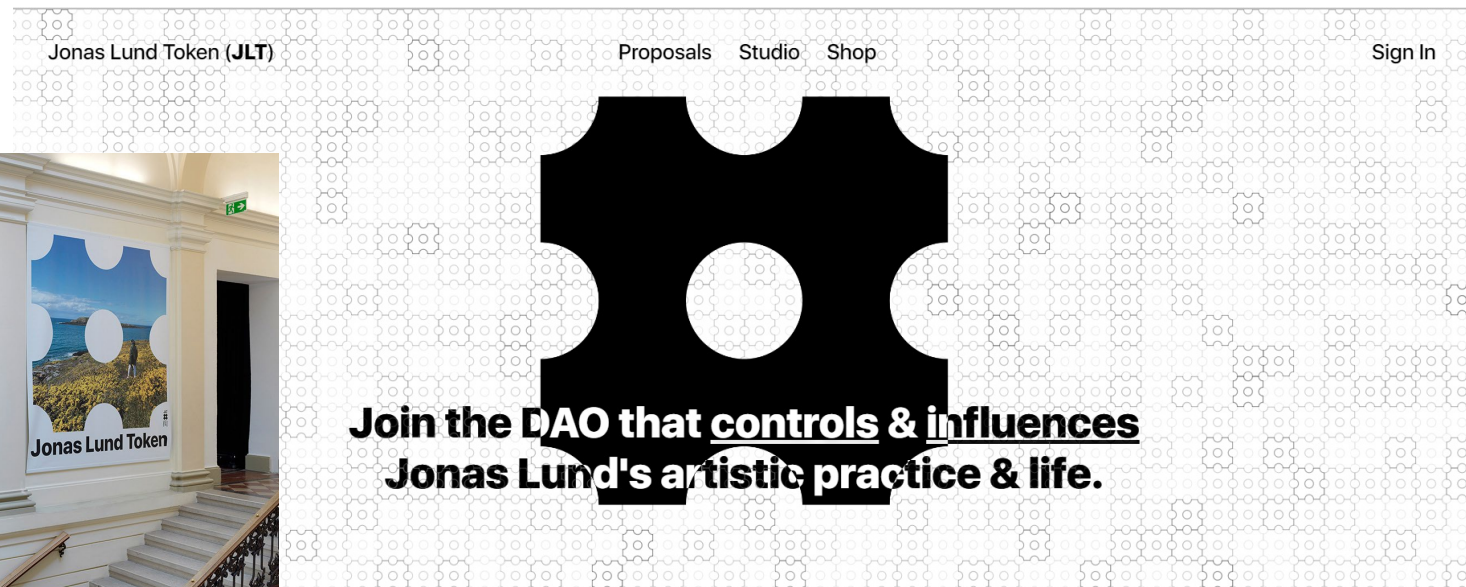 Jonas Lund Token (JLT)
Proposals
Studio
Shop
Sign In
Jonas Lund Token
Join the DAO that controls & influences
Jonas Lund's artistic practice & life.